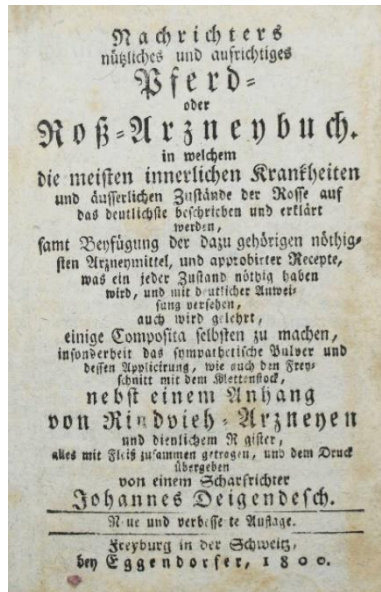 Nachrichters
nützliches und aufrichtiges
Pferd-
oder
Roß-Arzneybuch.
in welchem
die meisten innerlichen Krankheiten
und äusserlichen Zustände der Rosse auf
das deutlichste beschrieben und erklärt
werden,
samt Beyfügung der dazu gehörigen nöthig-
sten Arzneymittel, und approbirter Recepte,
was ein jeder Zustand nöthig haben
wird, und mit deutlicher Anwei-
sung versehen,
auch wird gelehrt,
einige Composita selbsten zu machen,
insonderheit das sympathetische Pulver und
dessen Applicirung, wie auch den Frey-
schnitt mit dem
nebst einem Anhang
von Rindvieh-Arzneyen
und dienlichem Register,
alles mit Fleiß zusammen getragen, und dem Druck
übergeben
von einem Scharfrichter
Johannes Deigendesch.
Neue und verbesserte Auflage.
Freyburg in der Schweitz,
bey Eggendorfer, 1800.